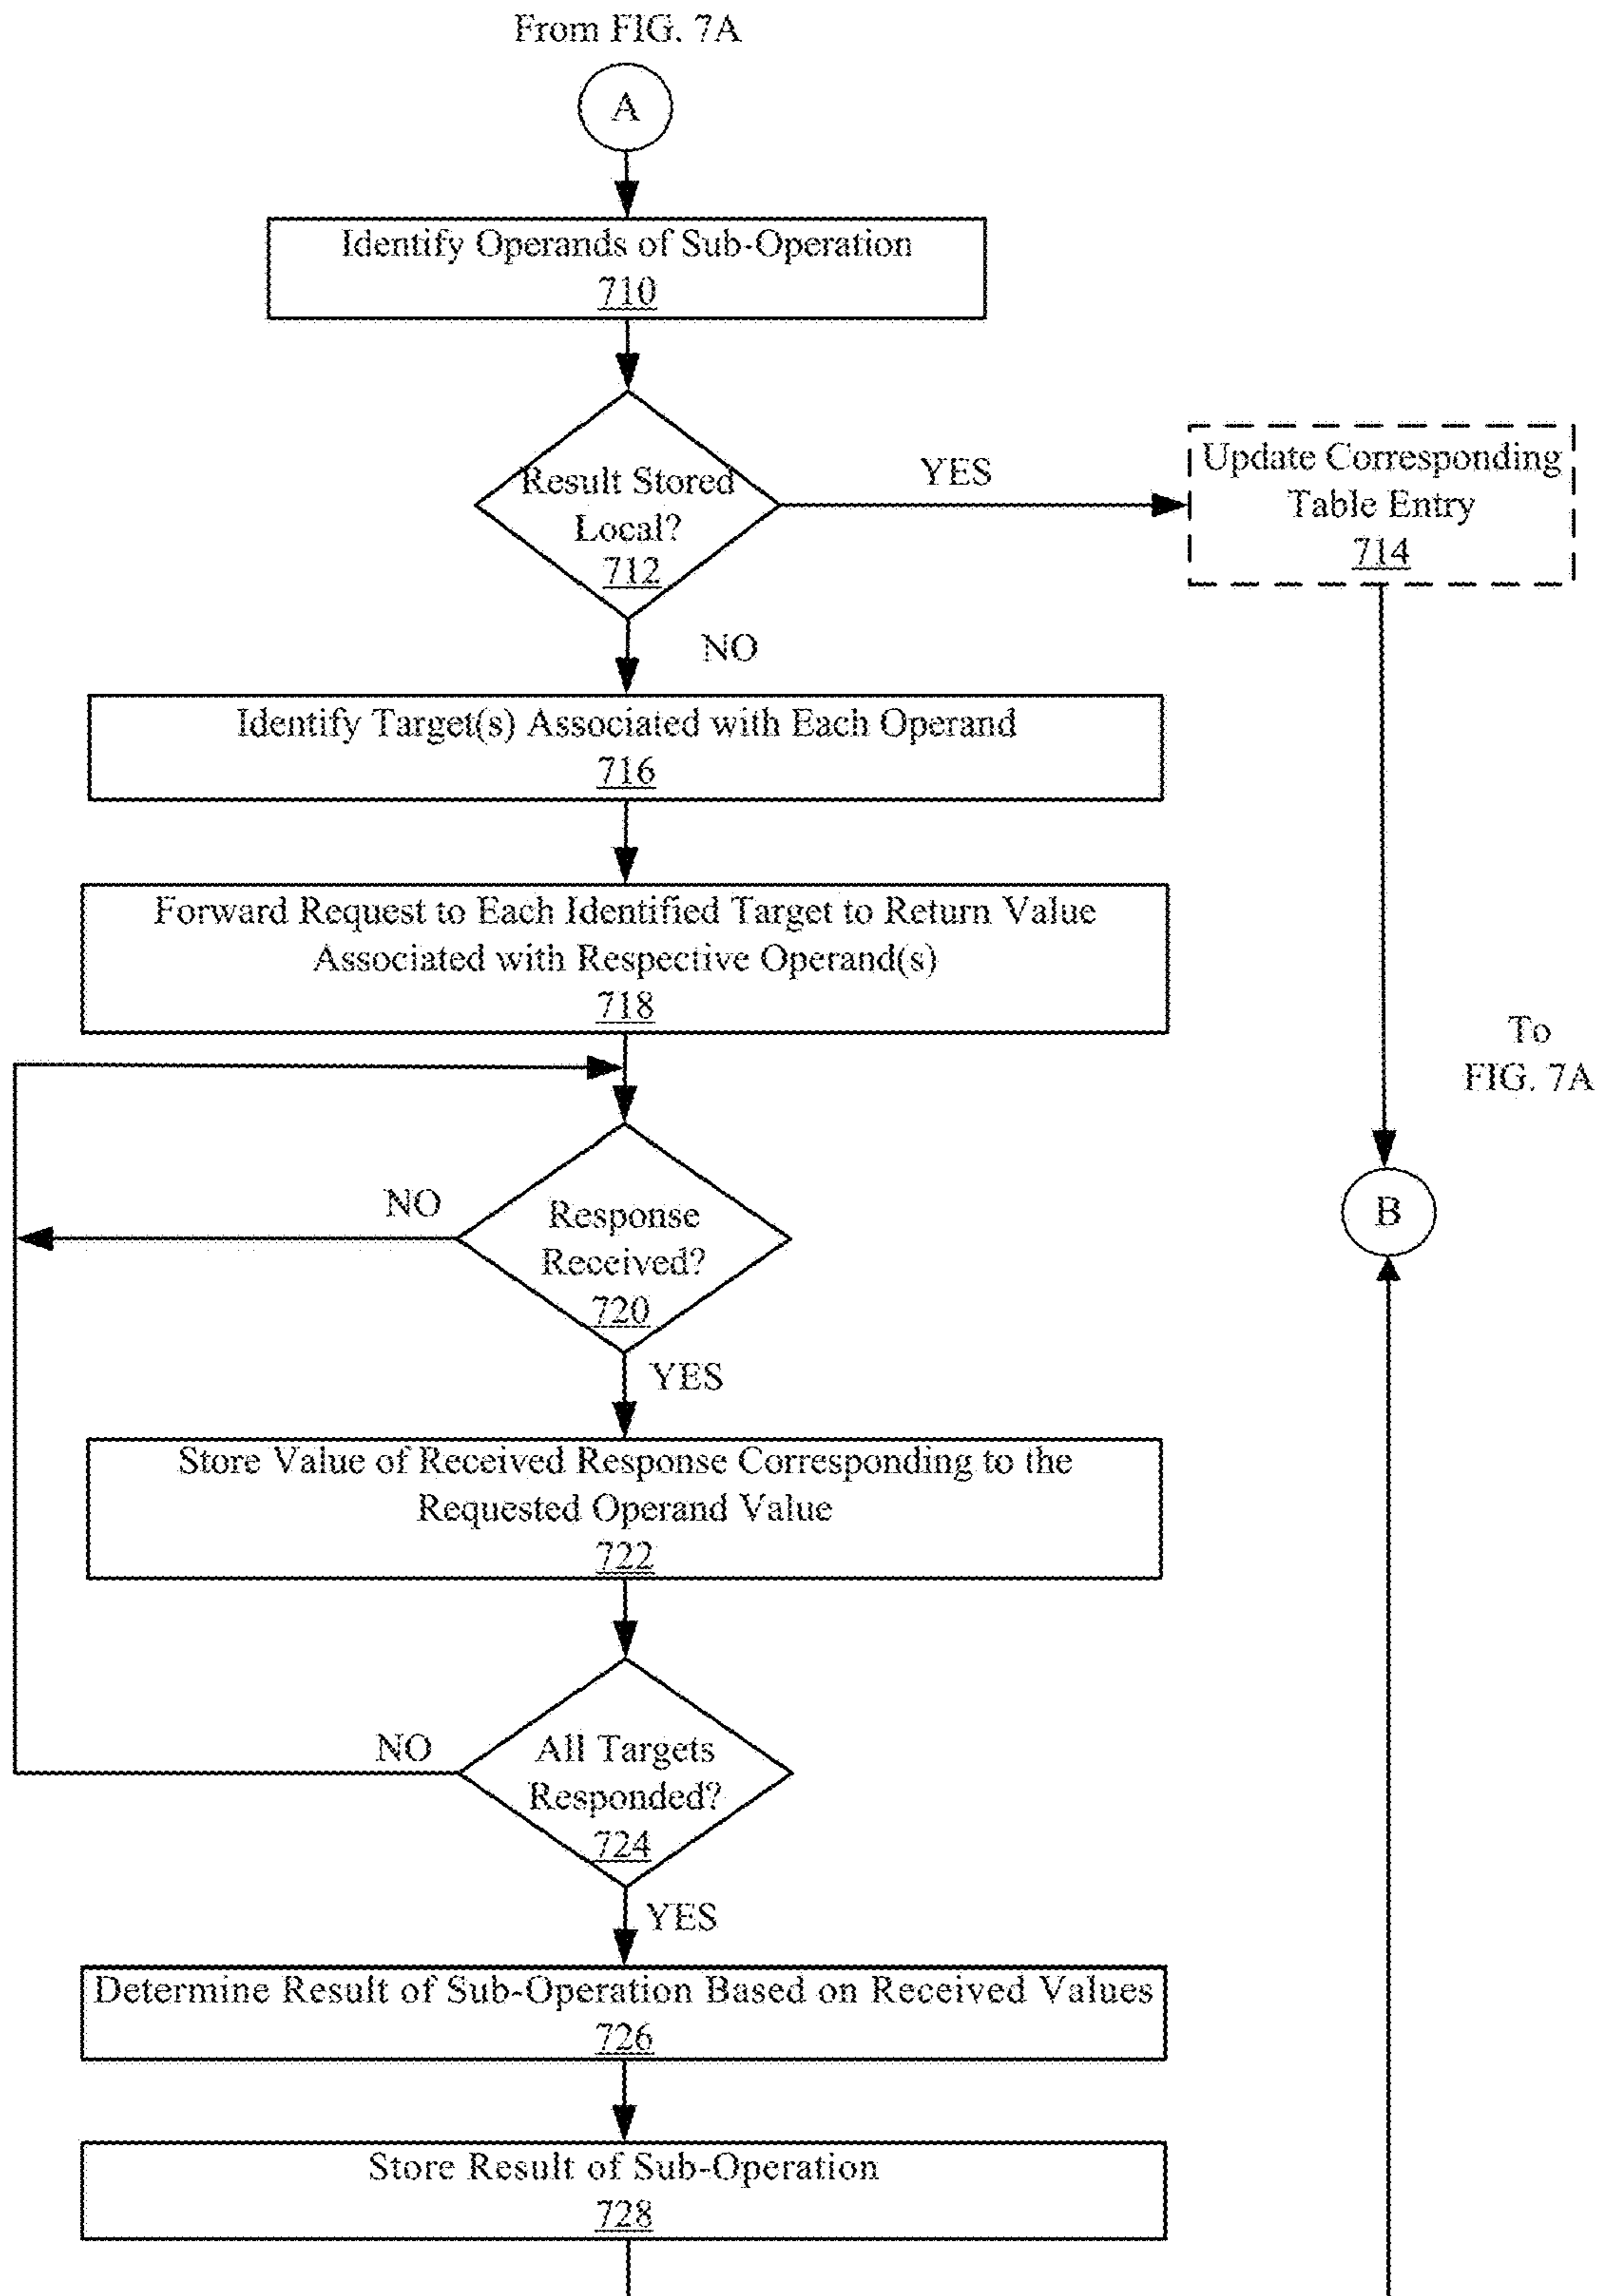 From FIG. 7A
A
Identify Operands of Sub-Operation
710
Result Stored
Local?
712
YES
Update Corresponding
Table Entry
714
NO
Identify Target(s) Associated with Each Operand
716
Forward Request to Each Identified Target to Return Value
Associated with Respective Operand(s)
718
To
FIG. 7A
B
NO
Response
Received?
720
YES
Store Value of Received Response Corresponding to the
Requested Operand Value
722
NO
All Targets
Responded?
724
YES
Determine Result of Sub-Operation Based on Received Values
726
Store Result of Sub-Operation
728